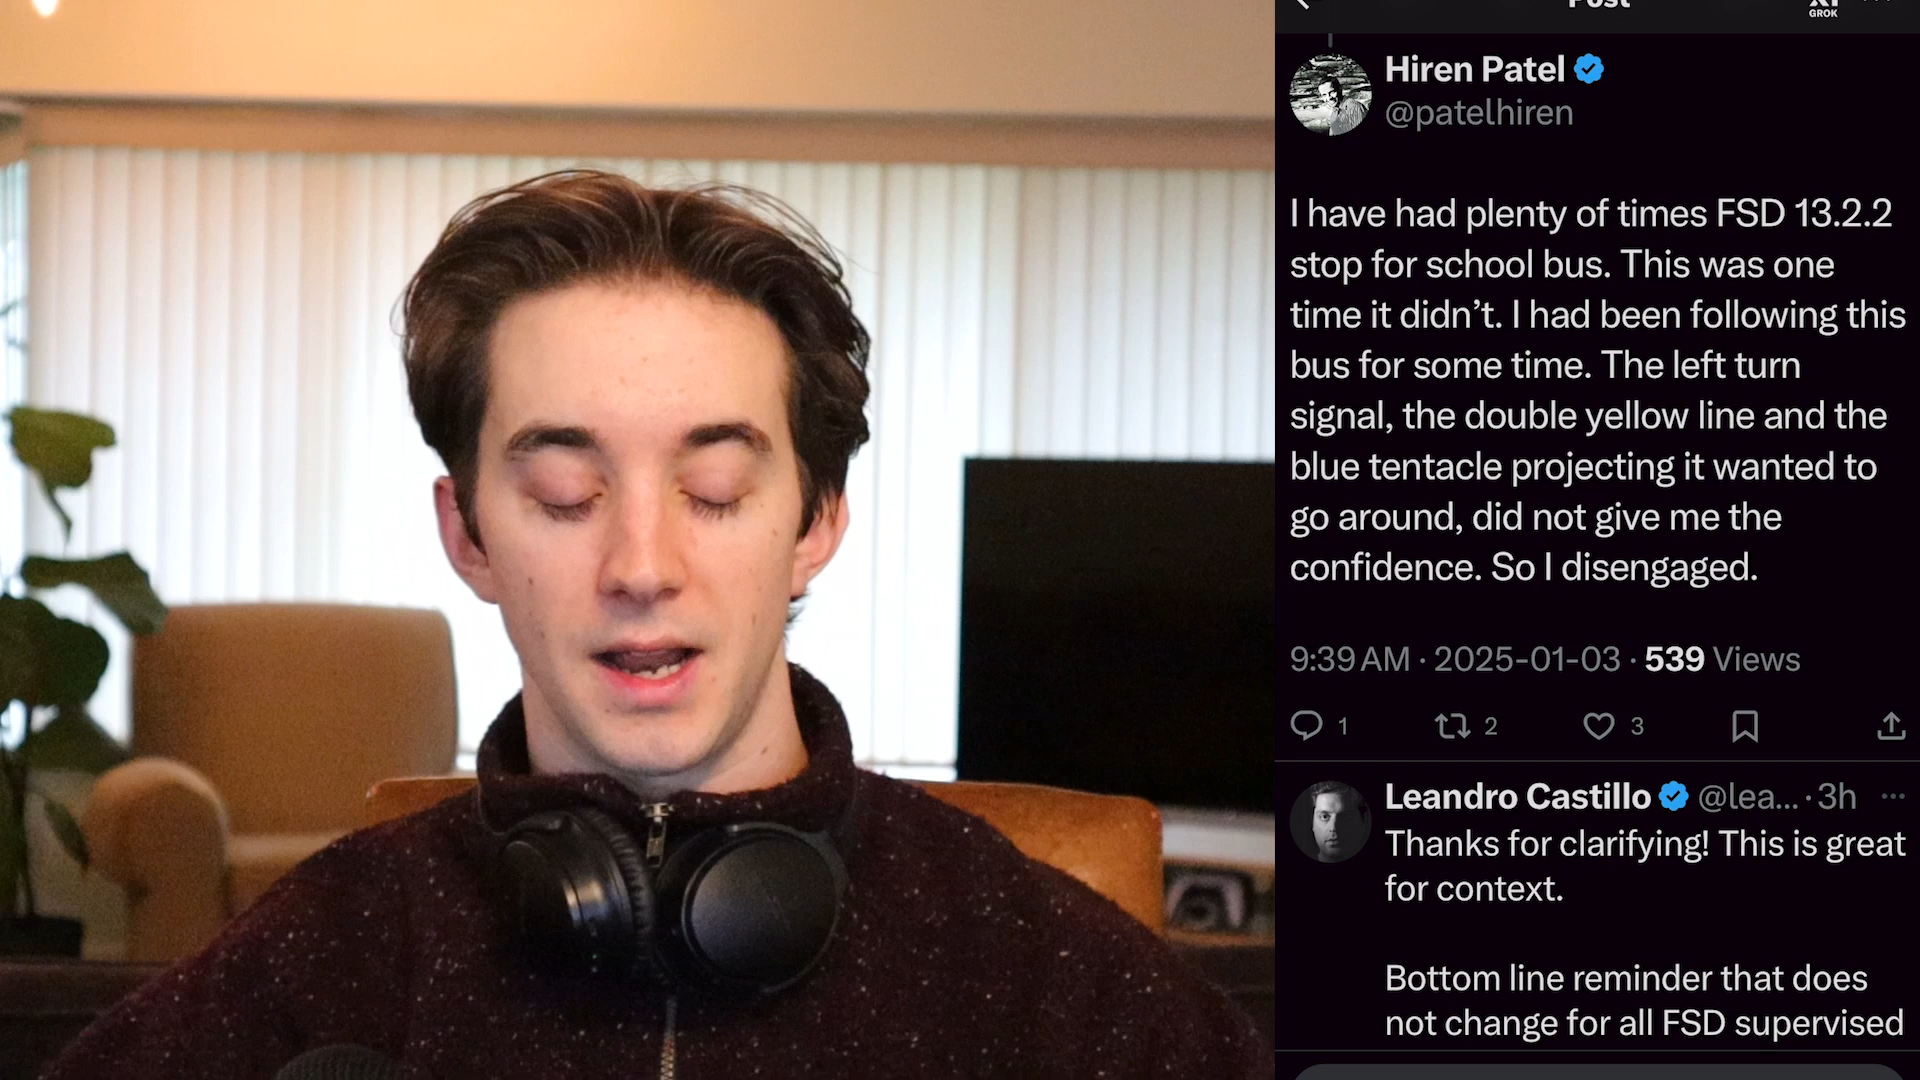 Post
GROK
Hiren Patel
@patelhiren
I have had plenty of times FSD 13.2.2
stop for school bus. This was one
time it didn’t. I had been following this
bus for some time. The left turn
signal, the double yellow line and the
blue tentacle projecting it wanted to
go around, did not give me the
confidence. So I disengaged.
9:39 AM · 2025-01-03 · 539 Views
1 2 3
Leandro Castillo @lea... · 3h
Thanks for clarifying! This is great
for context.
Bottom line reminder that does
not change for all FSD supervised